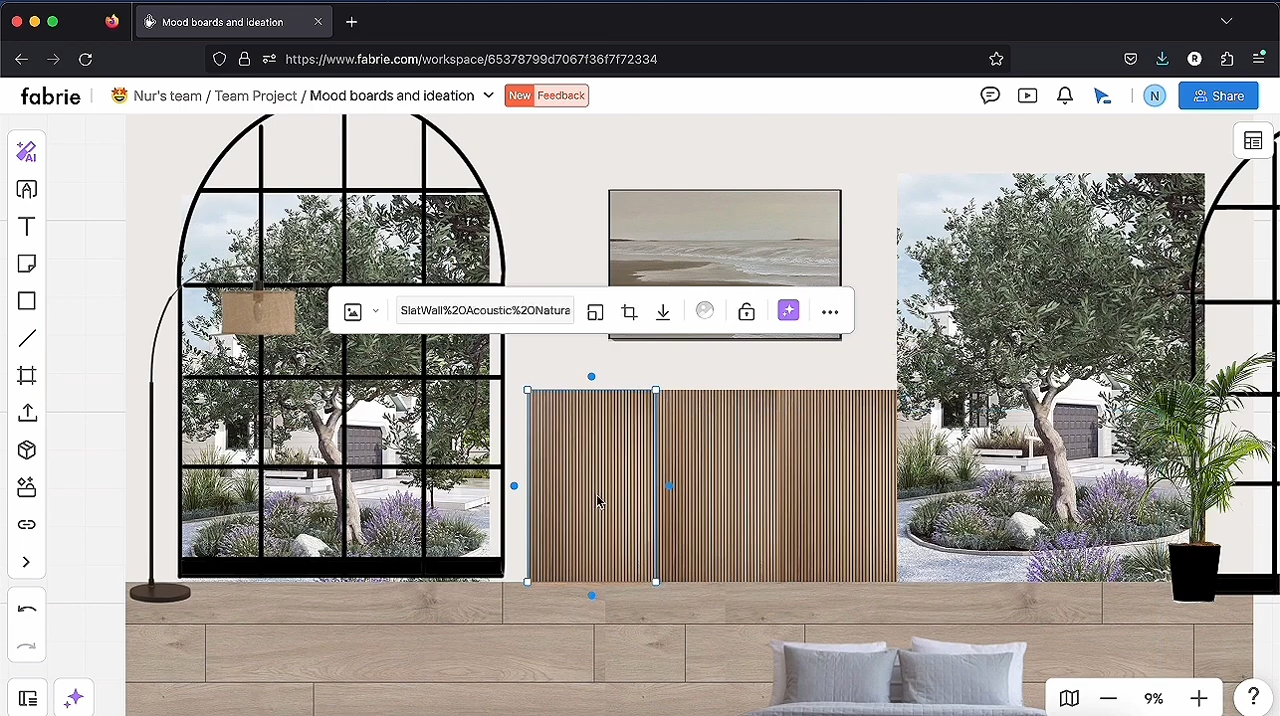 Mood boards and ideation
https://www.fabrie.com/workspace/65378799d7067f36f7f72334
R
fabrie
Nur's team / Team Project / Mood boards and ideation
New Feedback
N
Share
AI
T
SlatWall%20Acoustic%20Natura
9%
?